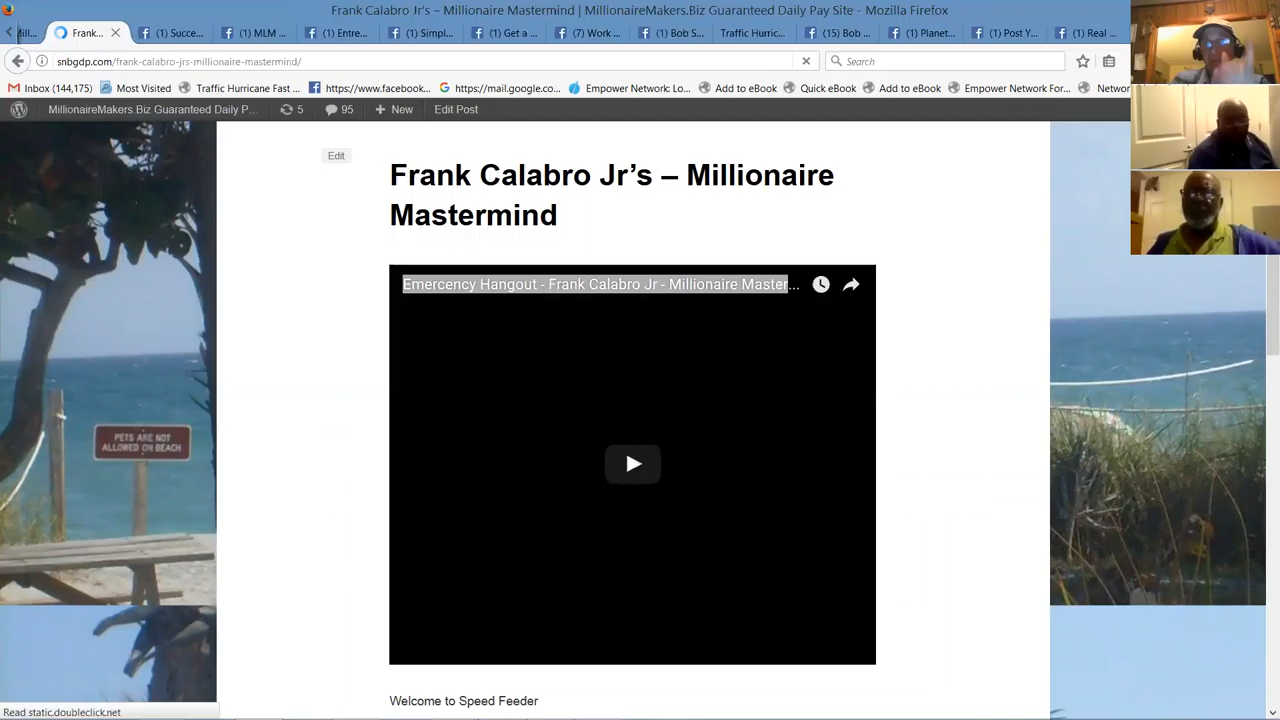 Frank Calabro Jr's – Millionaire Mastermind | MillionaireMakers.Biz Guaranteed Daily Pay Site - Mozilla Firefox
Frank...
(1) Succe...
(1) MLM ...
(1) Entre...
(1) Simpl...
(1) Get a ...
(7) Work ...
(1) Bob S...
Traffic Hurric...
(15) Bob ...
(1) Planet...
(1) Post Y...
(1) Real ...
snbgdp.com/frank-calabro-jrs-millionaire-mastermind/
Search
Inbox (144,175)
Most Visited
Traffic Hurricane Fast ...
https://www.facebook...
https://mail.google.co...
Empower Network: Lo...
Add to eBook
Quick eBook
Add to eBook
Empower Network For...
Network
MillionaireMakers.Biz Guaranteed Daily P...
5
95
+ New
Edit Post
Edit
Frank Calabro Jr's – Millionaire
Mastermind
Emercency Hangout - Frank Calabro Jr - Millionaire Master...
PETS ARE NOT
ALLOWED ON BEACH
Welcome to Speed Feeder
Read static.doubleclick.net